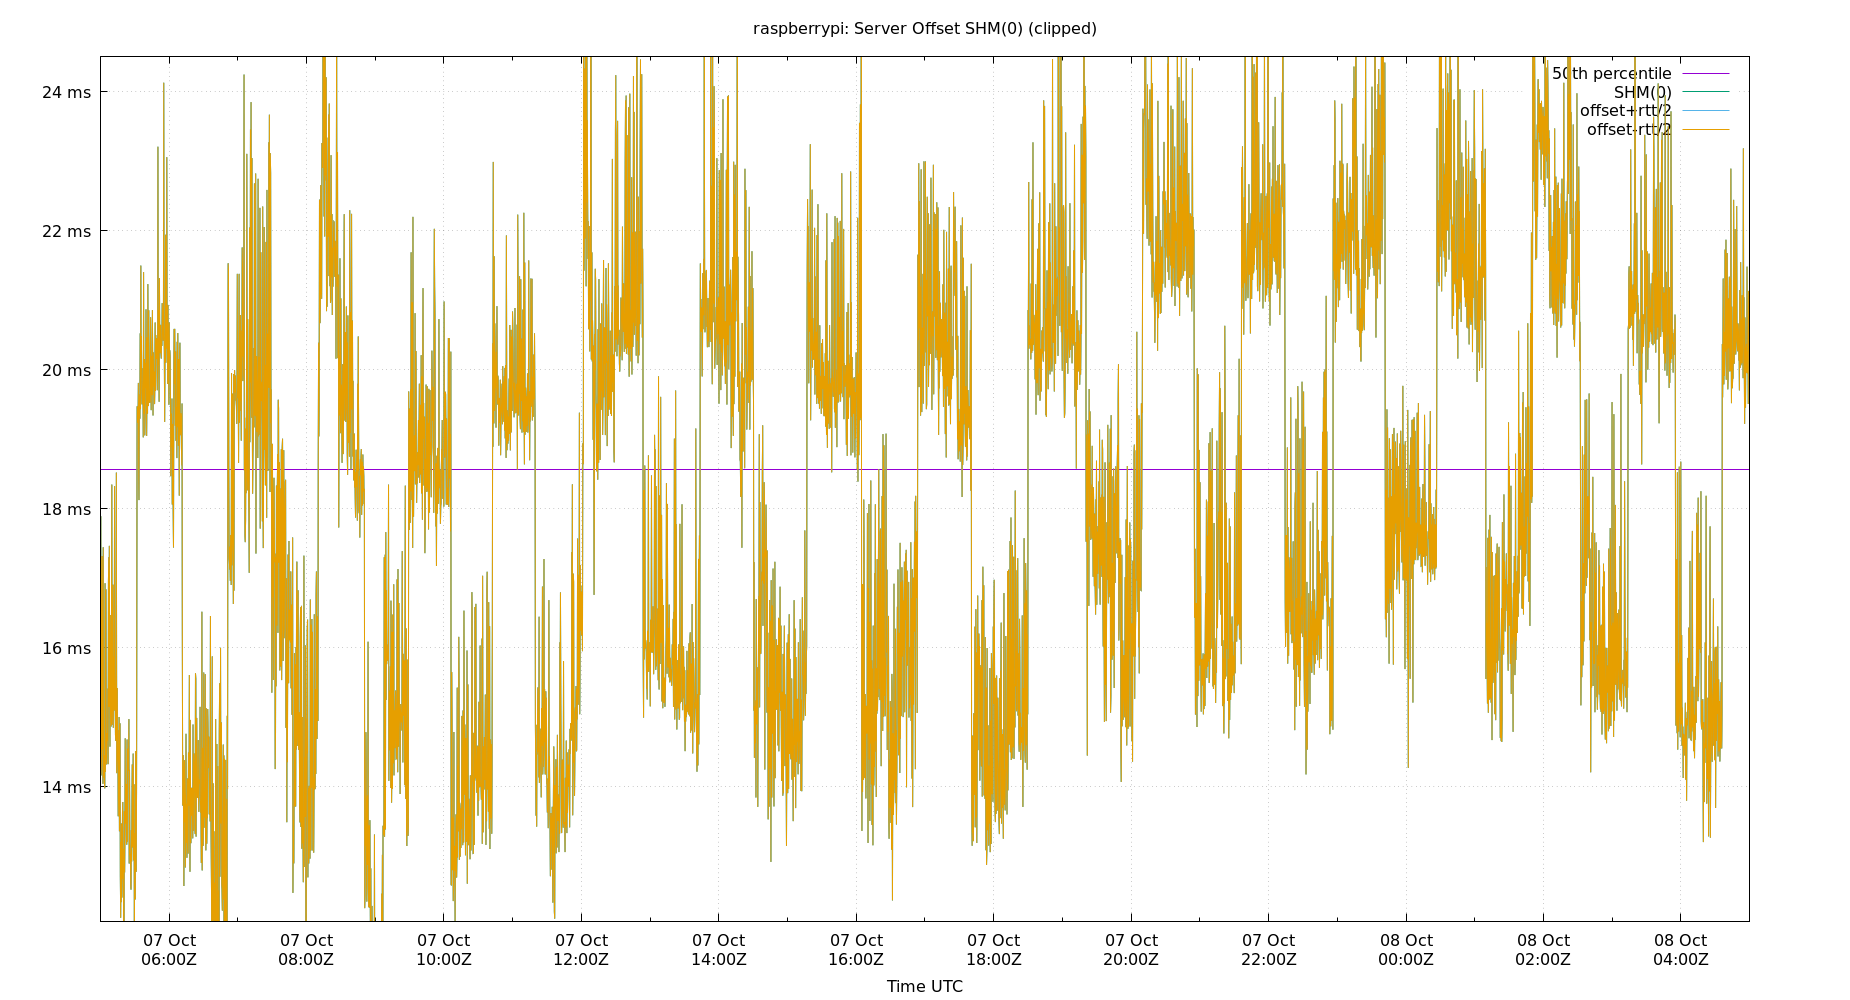 raspberrypi: Server Offset SHM(0) (clipped)
50th percentile
SHM(0)
offset+rtt/2
offset-rtt/2
24 ms
22 ms
20 ms
18 ms
16 ms
14 ms
07 Oct 07 Oct 07 Oct 07 Oct 07 Oct 07 Oct 07 Oct 07 Oct 07 Oct 08 Oct 08 Oct 08 Oct
06:00Z 08:00Z 10:00Z 12:00Z 14:00Z 16:00Z 18:00Z 20:00Z 22:00Z 00:00Z 02:00Z 04:00Z
Time UTC